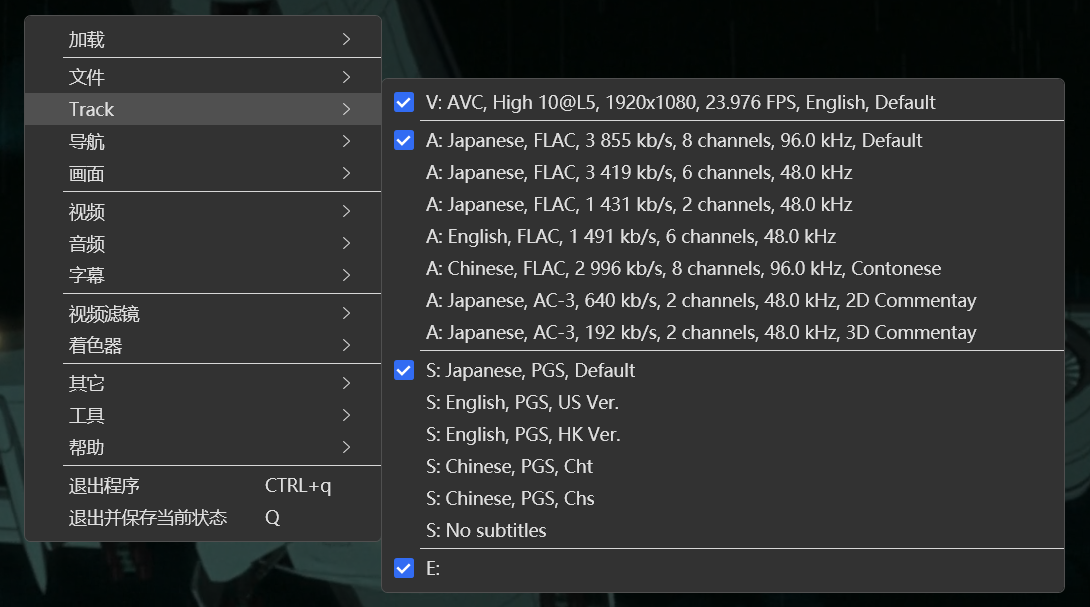 加载
文件
Track
导航
画面
视频
音频
字幕
视频滤镜
着色器
其它
工具
帮助
退出程序 CTRL+q
退出并保存当前状态 Q
V: AVC, High 10@L5, 1920x1080, 23.976 FPS, English, Default
A: Japanese, FLAC, 3 855 kb/s, 8 channels, 96.0 kHz, Default
A: Japanese, FLAC, 3 419 kb/s, 6 channels, 48.0 kHz
A: Japanese, FLAC, 1 431 kb/s, 2 channels, 48.0 kHz
A: English, FLAC, 1 491 kb/s, 6 channels, 48.0 kHz
A: Chinese, FLAC, 2 996 kb/s, 8 channels, 96.0 kHz, Contonese
A: Japanese, AC-3, 640 kb/s, 2 channels, 48.0 kHz, 2D Commentay
A: Japanese, AC-3, 192 kb/s, 2 channels, 48.0 kHz, 3D Commentay
S: Japanese, PGS, Default
S: English, PGS, US Ver.
S: English, PGS, HK Ver.
S: Chinese, PGS, Cht
S: Chinese, PGS, Chs
S: No subtitles
E: